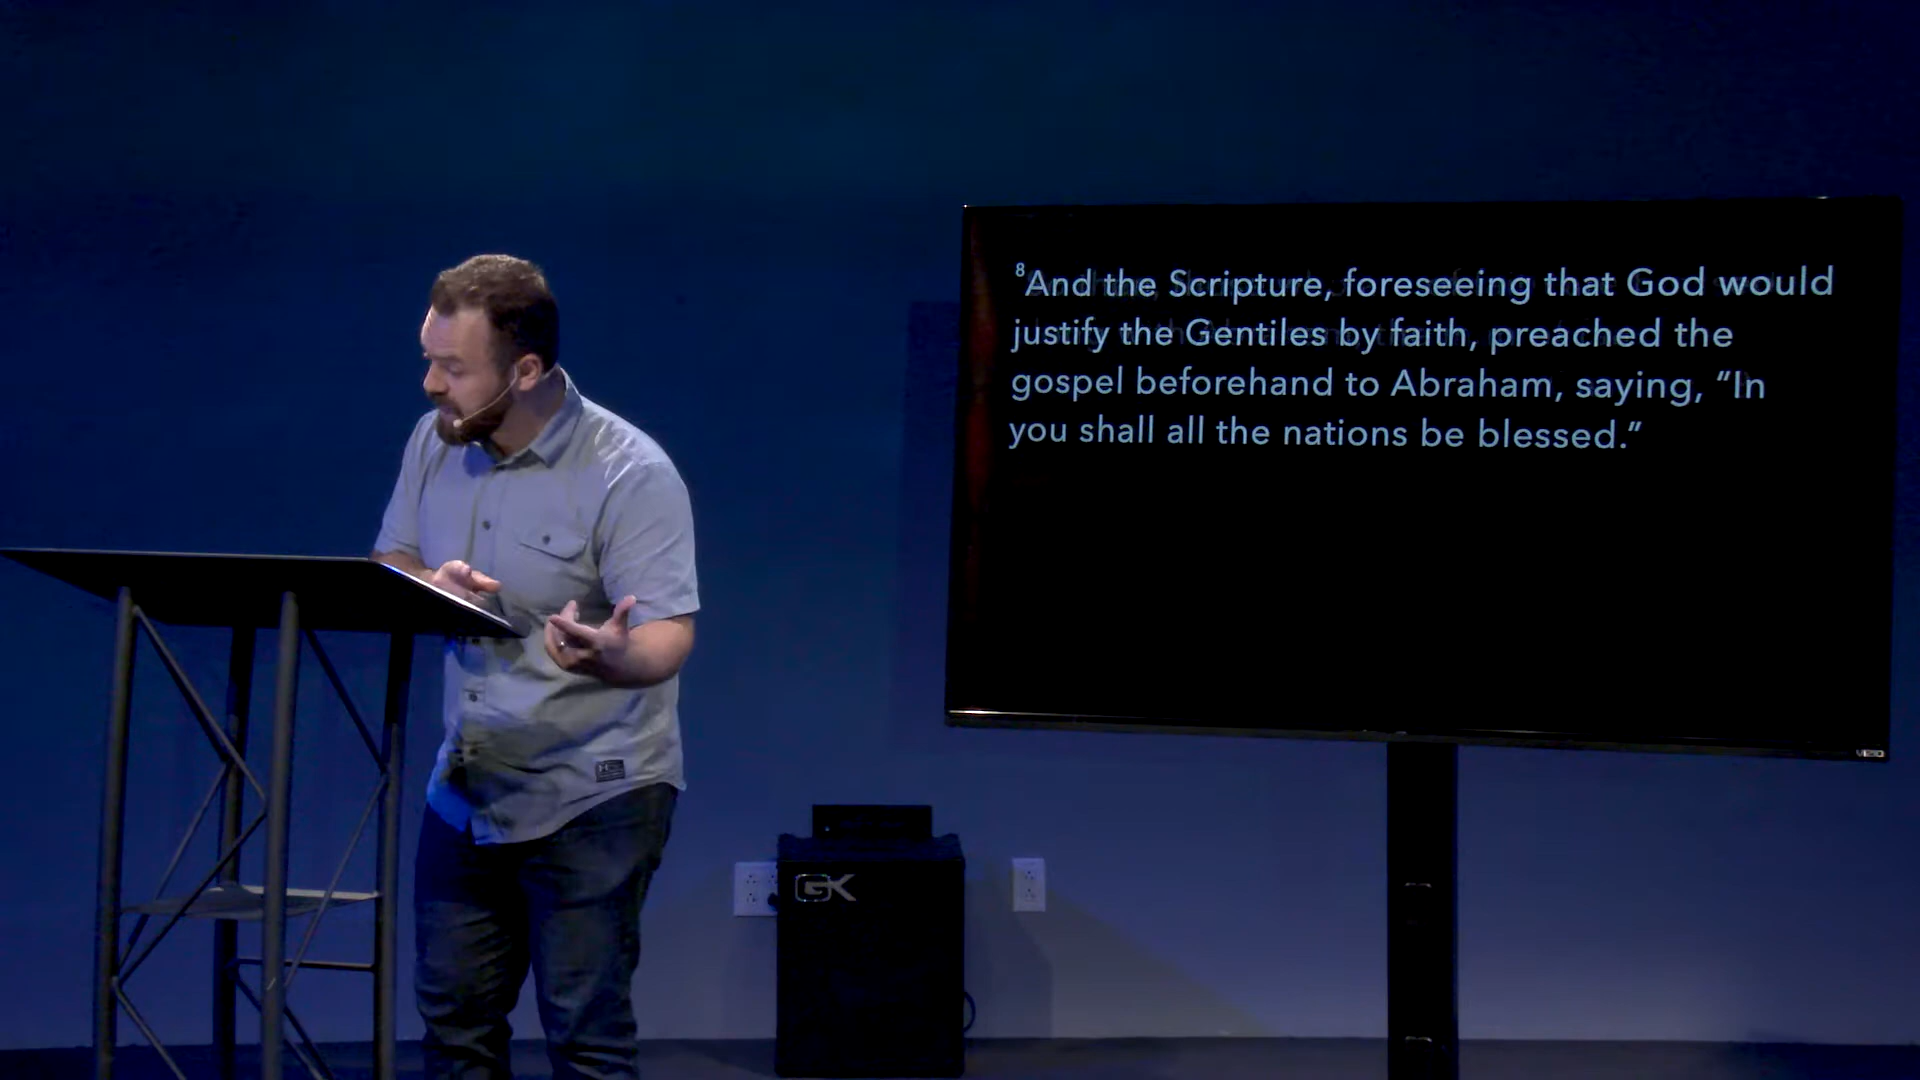 ⁸And the Scripture, foreseeing that God would
justify the Gentiles by faith, preached the
gospel beforehand to Abraham, saying, “In
you shall all the nations be blessed.”
VIZIO
GK